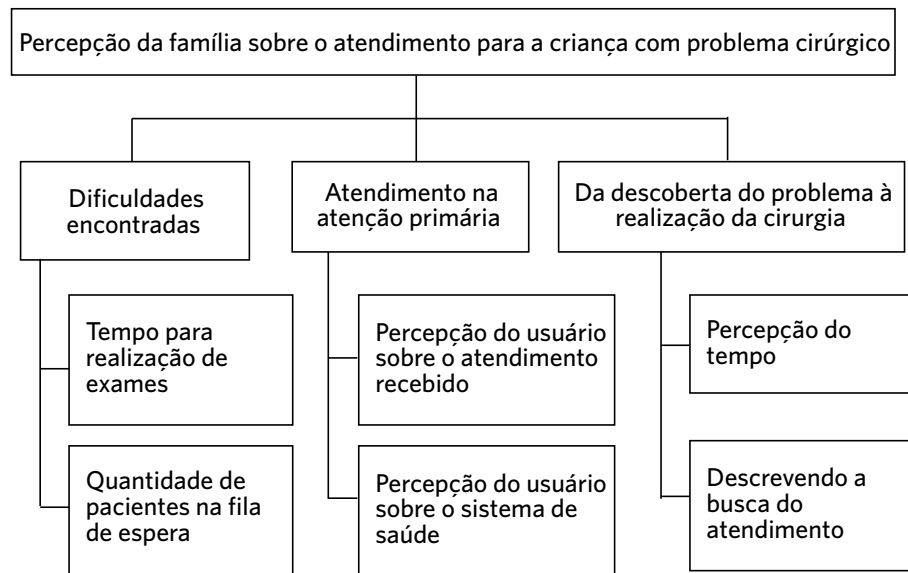 Percepção da família sobre o atendimento para a criança com problema cirúrgico
Dificuldades
encontradas
Atendimento na
atenção primária
Da descoberta do problema à
realização da cirurgia
Tempo para
realização de
exames
Percepção do usuário
sobre o atendimento
recebido
Percepção do
tempo
Quantidade de
pacientes na fila
de espera
Percepção do usuário
sobre o sistema de
saúde
Descrevendo a
busca do
atendimento